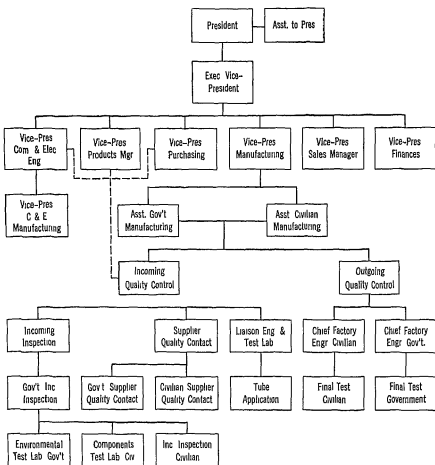 President
Asst. to Pres
Exec Vice-
President
Vice-Pres
Com & Elec
Eng
Vice-Pres
Products Mgr
Vice-Pres
Purchasing
Vice-Pres
Manufacturing
Vice-Pres
Sales Manager
Vice-Pres
Finances
Vice-Pres
C & E
Manufacturing
Asst. Gov't
Manufacturing
Asst Civilian
Manufacturing
Incoming
Quality Control
Outgoing
Quality Control
Incoming
Inspection
Supplier
Quality Contact
Liaison Eng &
Test Lab
Chief Factory
Engr Civilian
Chief Factory
Engr Gov't.
Gov't Inc
Inspection
Gov't Supplier
Quality Contact
Civilian Supplier
Quality Contact
Tube
Application
Final Test
Civilian
Final Test
Government
Environmental
Test Lab Gov't
Components
Test Lab Civ
Inc Inspection
Civilian